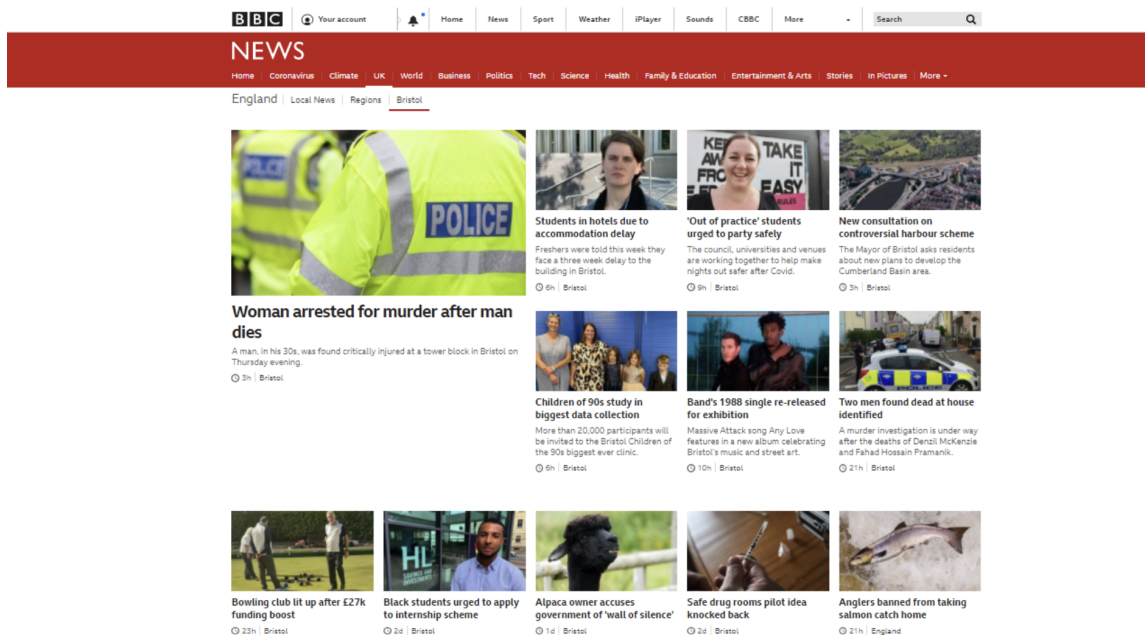 BBC Your account Home News Sport Weather iPlayer Sounds CBBC More Search
NEWS
Home Coronavirus Climate UK World Business Politics Tech Science Health Family & Education Entertainment & Arts Stories In Pictures More
England Local News Regions Bristol
POLICE
POLICE
Woman arrested for murder after man
dies
A man, in his 30s, was found critically injured at a tower block in Bristol on
Thursday evening.
3h Bristol
Students in hotels due to
accommodation delay
Freshers were told this week they
face a three week delay to the
building in Bristol.
6h Bristol
TAKE
IT
EASY
RULES
'Out of practice' students
urged to party safely
The council, universities and venues
are working together to help make
nights out safer after Covid.
9h Bristol
New consultation on
controversial harbour scheme
The Mayor of Bristol asks residents
about new plans to develop the
Cumberland Basin area.
3h Bristol
Children of 90s study in
biggest data collection
More than 20,000 participants will
be invited to the Bristol Children of
the 90s biggest ever clinic.
6h Bristol
Band's 1988 single re-released
for exhibition
Massive Attack song Any Love
features in a new album celebrating
Bristol's music and street art.
10h Bristol
Two men found dead at house
identified
A murder investigation is under way
after the deaths of Denzil McKenzie
and Fahad Hossain Pramanik.
21h Bristol
Bowling club lit up after £27k
funding boost
23h Bristol
HL
Black students urged to apply
to internship scheme
2d Bristol
Alpaca owner accuses
government of 'wall of silence'
1d Bristol
Safe drug rooms pilot idea
knocked back
2d Bristol
Anglers banned from taking
salmon catch home
21h England